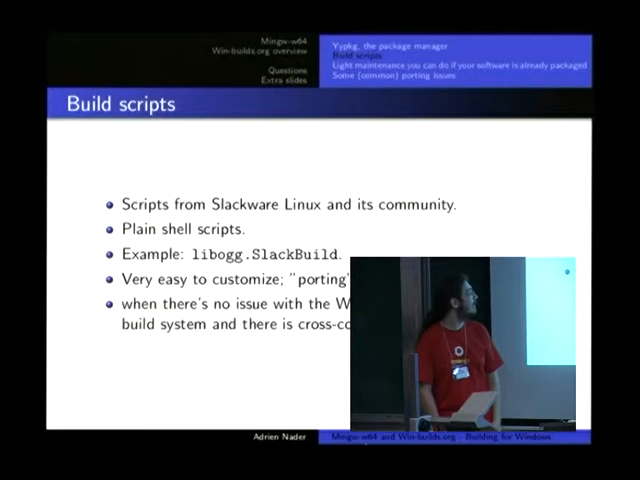 Mingw-w64
Win-builds.org overview
Questions
Extra slides
Yypkg, the package manager
Build scripts
Light maintenance you can do if your software is already packaged
Some (common) porting issues
Build scripts
Scripts from Slackware Linux and its community.
Plain shell scripts.
Example: libogg.SlackBuild.
Very easy to customize; "porting"
when there's no issue with the W
build system and there is cross-co
Adrien Nader
Mingw-w64 and Win-builds.org - Building for Windows